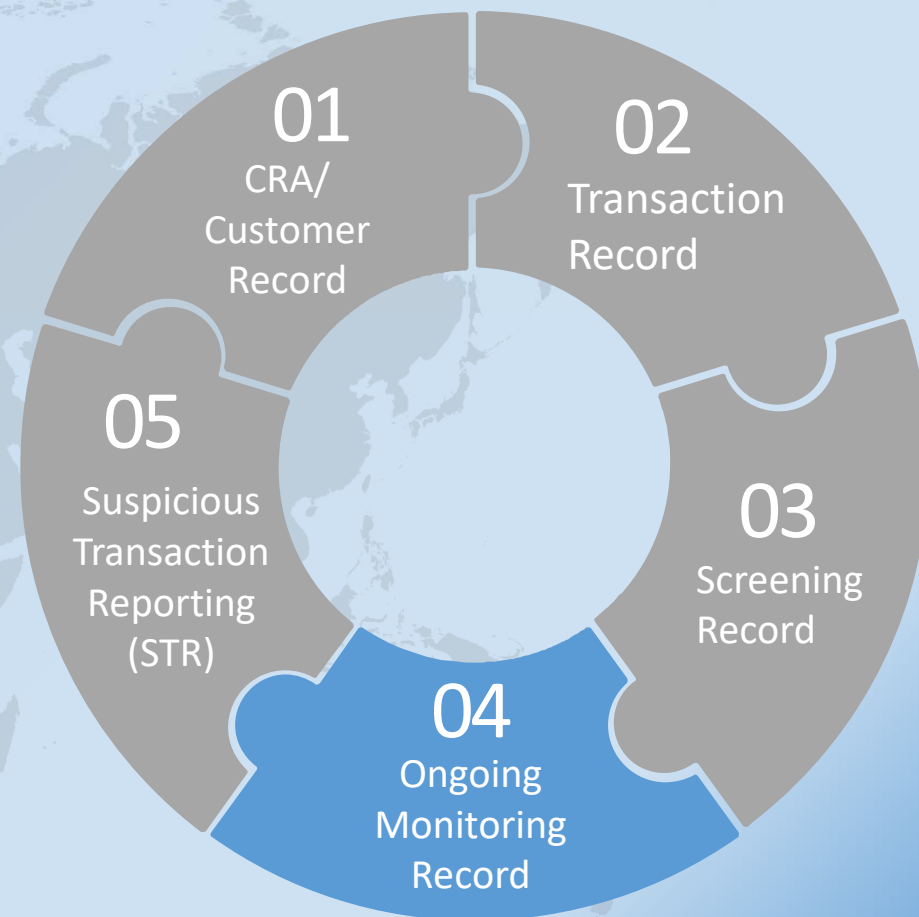 01
CRA/
Customer
Record
02
Transaction
Record
03
Screening
Record
04
Ongoing
Monitoring
Record
05
Suspicious
Transaction
Reporting
(STR)